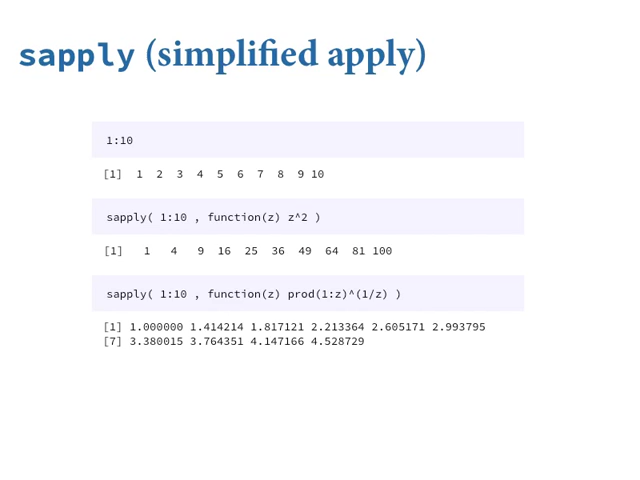 sapply (simplified apply)
1:10
[1]  1  2  3  4  5  6  7  8  9 10
sapply( 1:10 , function(z) z^2 )
[1]   1   4   9  16  25  36  49  64  81 100
sapply( 1:10 , function(z) prod(1:z)^(1/z) )
[1] 1.000000 1.414214 1.817121 2.213364 2.605171 2.993795
[7] 3.380015 3.764351 4.147166 4.528729